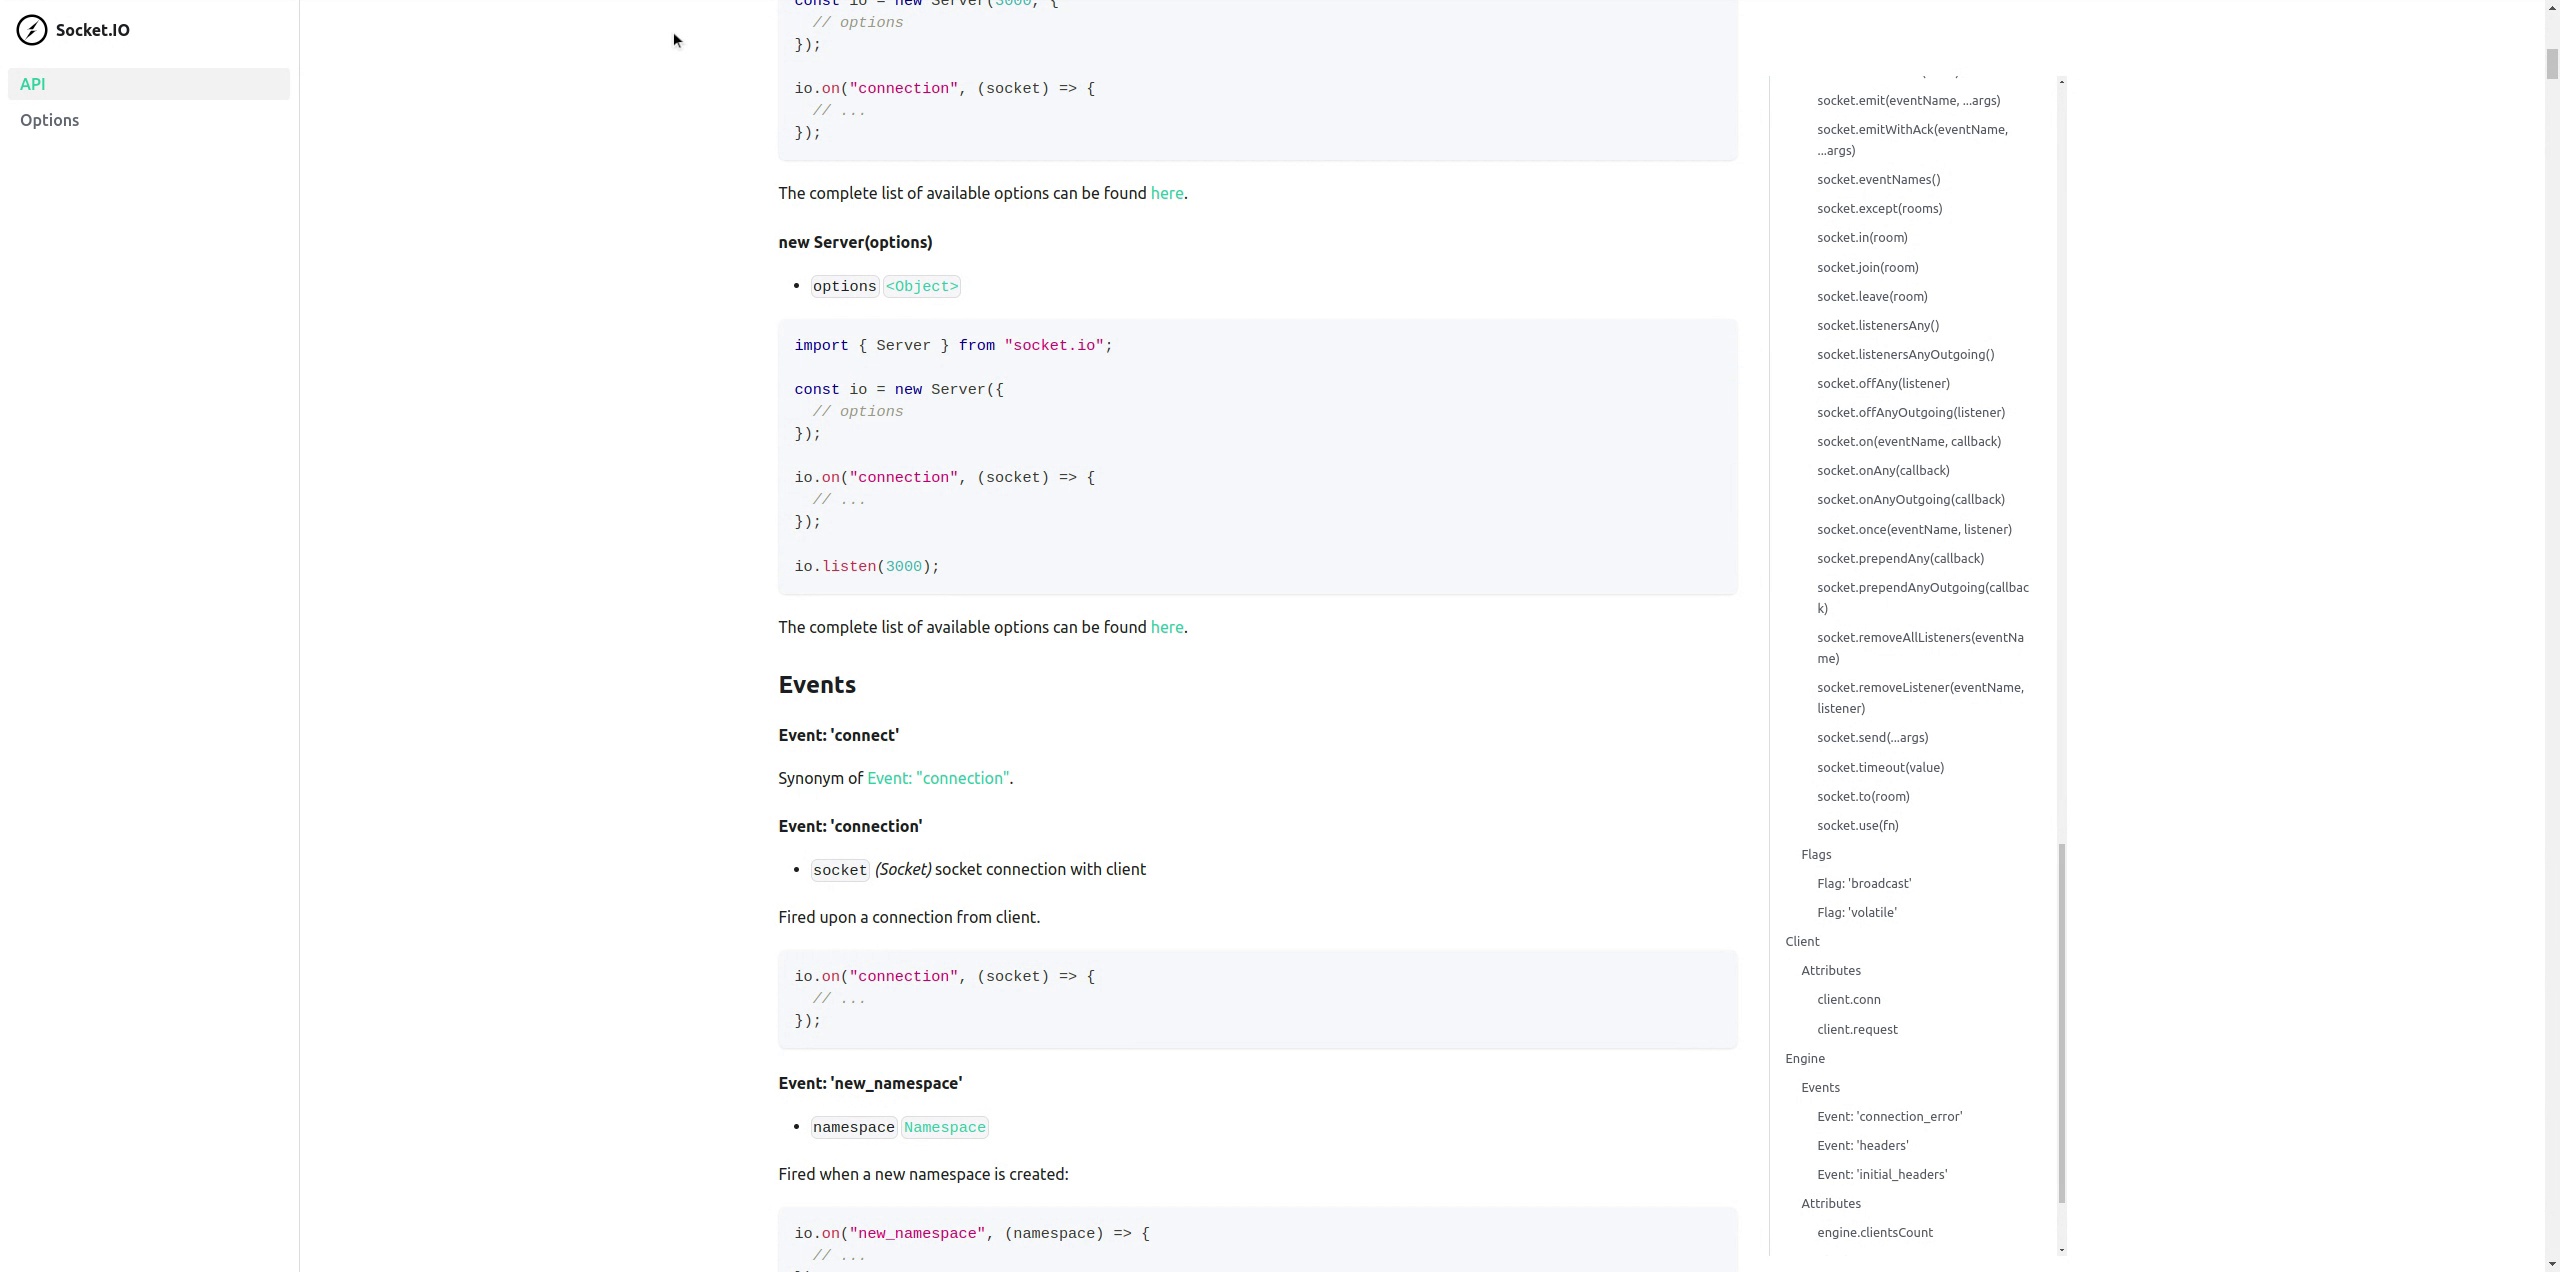 Socket.IO
API
Options
const io = new Server(3000, {
// options
});
io.on("connection", (socket) => {
// ...
});
The complete list of available options can be found here.
new Server(options)
options <Object>
import { Server } from "socket.io";
const io = new Server({
// options
});
io.on("connection", (socket) => {
// ...
});
io.listen(3000);
The complete list of available options can be found here.
Events
Event: 'connect'
Synonym of Event: "connection".
Event: 'connection'
socket (Socket) socket connection with client
Fired upon a connection from client.
io.on("connection", (socket) => {
// ...
});
Event: 'new_namespace'
namespace Namespace
Fired when a new namespace is created:
io.on("new_namespace", (namespace) => {
// ...
socket.emit(eventName, ...args)
socket.emitWithAck(eventName,
...args)
socket.eventNames()
socket.except(rooms)
socket.in(room)
socket.join(room)
socket.leave(room)
socket.listenersAny()
socket.listenersAnyOutgoing()
socket.offAny(listener)
socket.offAnyOutgoing(listener)
socket.on(eventName, callback)
socket.onAny(callback)
socket.onAnyOutgoing(callback)
socket.once(eventName, listener)
socket.prependAny(callback)
socket.prependAnyOutgoing(callbac
k)
socket.removeAllListeners(eventNa
me)
socket.removeListener(eventName,
listener)
socket.send(...args)
socket.timeout(value)
socket.to(room)
socket.use(fn)
Flags
Flag: 'broadcast'
Flag: 'volatile'
Client
Attributes
client.conn
client.request
Engine
Events
Event: 'connection_error'
Event: 'headers'
Event: 'initial_headers'
Attributes
engine.clientsCount